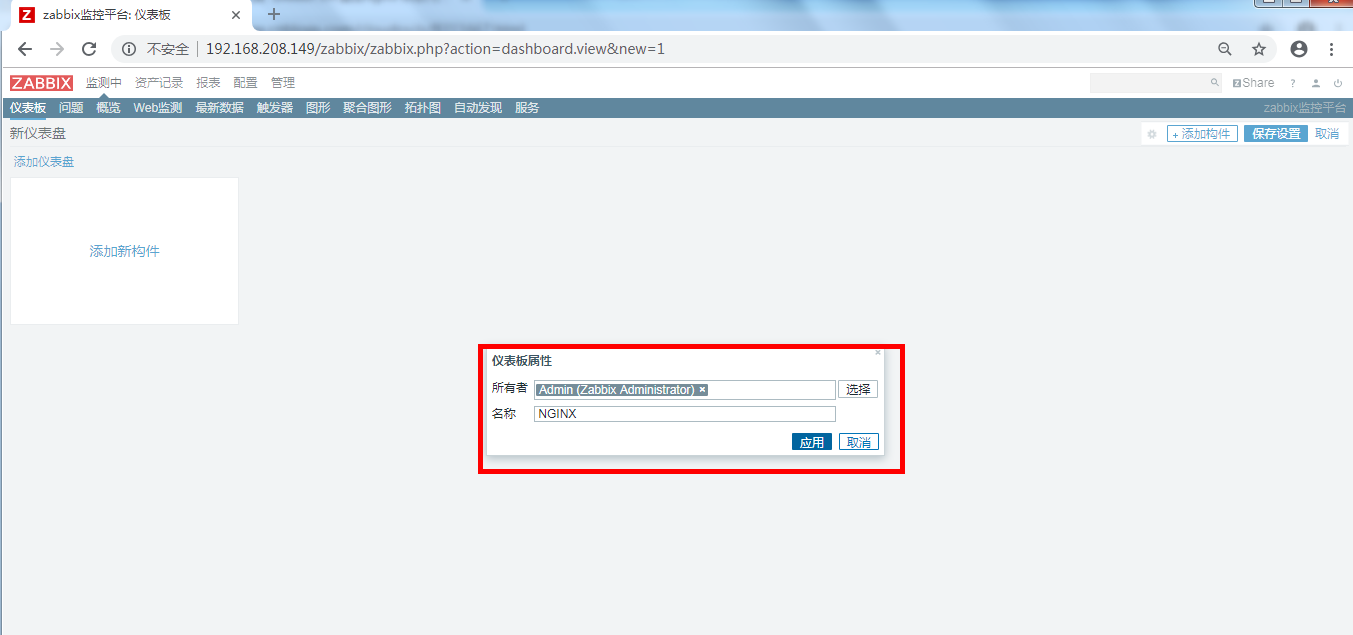 Z zabbix监控平台: 仪表板
不安全 192.168.208.149/zabbix/zabbix.php?action=dashboard.view&new=1
ZABBIX 监测中 资产记录 报表 配置 管理 Share ?
仪表板 问题 概览 Web监测 最新数据 触发器 图形 聚合图形 拓扑图 自动发现 服务 zabbix监控平台
新仪表盘 + 添加构件 保存设置 取消
添加仪表盘
添加新构件
仪表板属性
所有者 Admin (Zabbix Administrator) 选择
名称 NGINX
应用 取消